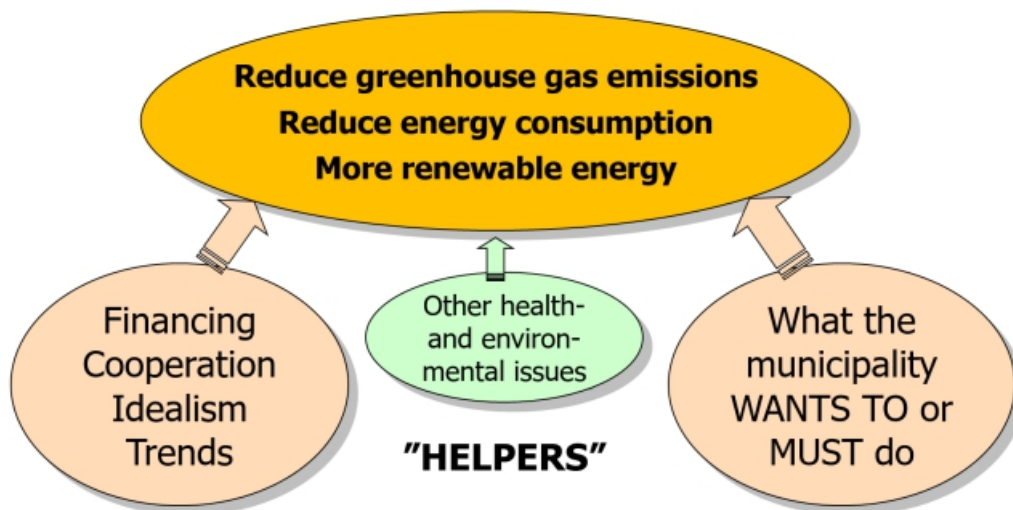 Reduce greenhouse gas emissions
Reduce energy consumption
More renewable energy
Financing
Cooperation
Idealism
Trends
Other health-
and environ-
mental issues
"HELPERS"
What the
municipality
WANTS TO or
MUST do